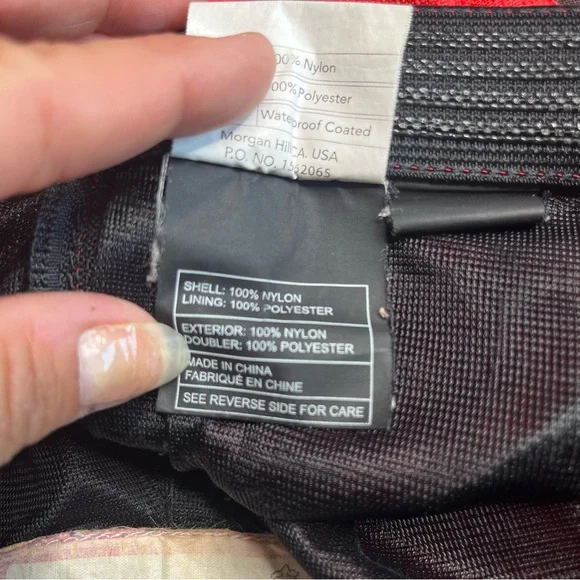 00% Nylon
00% Polyester
Waterproof Coated
Morgan Hill CA. USA
P.O. NO.
SHELL: 100% NYLON
LINING: 100% POLYESTER
EXTERIOR: 100% NYLON
DOUBLER: 100% POLYESTER
MADE IN CHINA
FABRIQUÉ EN CHINE
SEE REVERSE SIDE FOR CARE